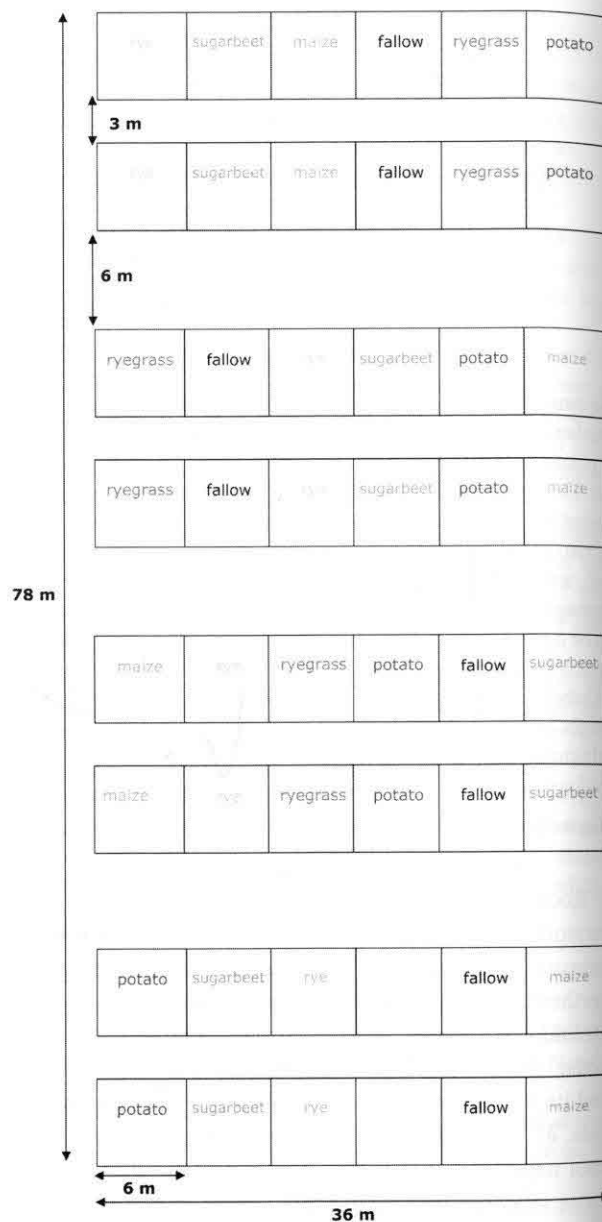 rye sugarbeet maize fallow ryegrass potato
3 m
rye sugarbeet maize fallow ryegrass potato
6 m
ryegrass fallow rye sugarbeet potato maize
ryegrass fallow rye sugarbeet potato maize
78 m
maize rye ryegrass potato fallow sugarbeet
maize rye ryegrass potato fallow sugarbeet
potato sugarbeet rye fallow maize
potato sugarbeet rye fallow maize
6 m
36 m